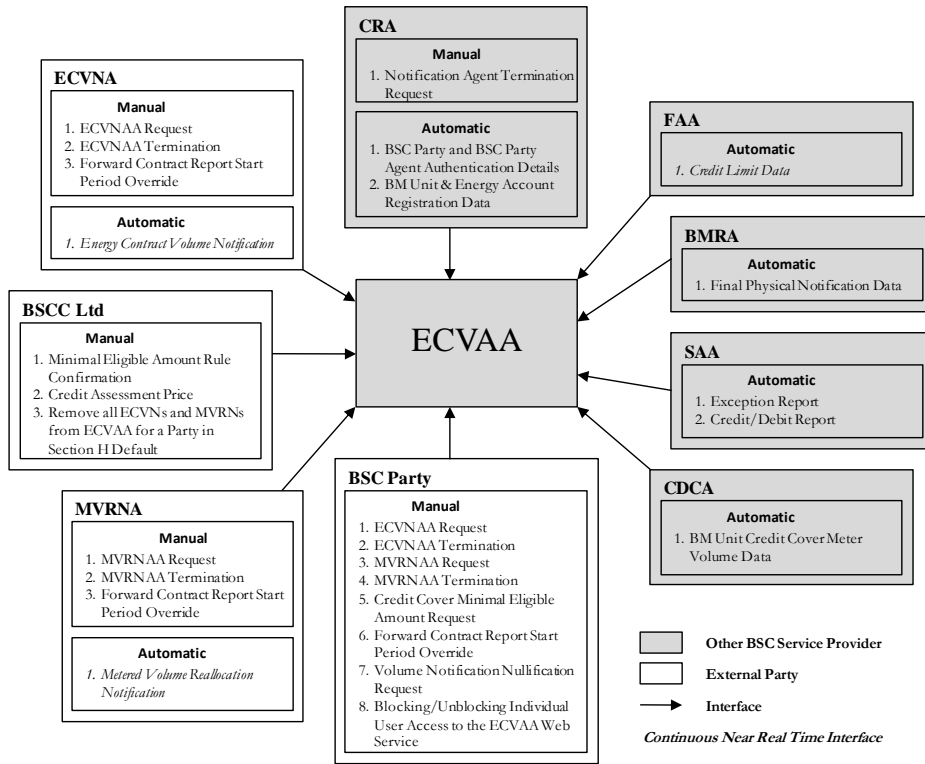 CRA
Manual
1. Notification Agent Termination
Request
Automatic
1. BSC Party and BSC Party
Agent Authentication Details
2. BM Unit & Energy Account
Registration Data
ECVNA
Manual
1. ECVNAA Request
2. ECVNAA Termination
3. Forward Contract Report Start
Period Override
Automatic
1. Energy Contract Volume Notification
FAA
Automatic
1. Credit Limit Data
BMRA
Automatic
1. Final Physical Notification Data
BSCC Ltd
Manual
1. Minimal Eligible Amount Rule
Confirmation
2. Credit Assessment Price
3. Remove all ECVNs and MVRNs
from ECVAA for a Party in
Section H Default
ECVAA
SAA
Automatic
1. Exception Report
2. Credit/Debit Report
MVRNA
Manual
1. MVRNAA Request
2. MVRNAA Termination
3. Forward Contract Report Start
Period Override
Automatic
1. Metered Volume Reallocation
Notification
BSC Party
Manual
1. ECVNAA Request
2. ECVNAA Termination
3. MVRNAA Request
4. MVRNAA Termination
5. Credit Cover Minimal Eligible
Amount Request
6. Forward Contract Report Start
Period Override
7. Volume Notification Nullification
Request
8. Blocking/Unblocking Individual
User Access to the ECVAA Web
Service
CDCA
Automatic
1. BM Unit Credit Cover Meter
Volume Data
Other BSC Service Provider
External Party
Interface
Continuous Near Real Time Interface